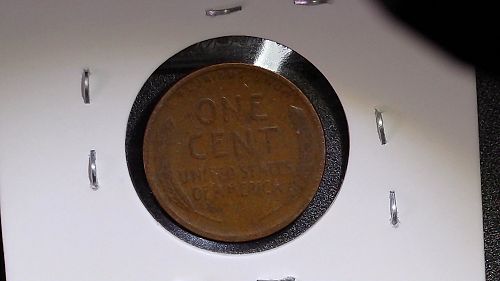 ONE
CENT
UNITED STATES
OF AMERICA